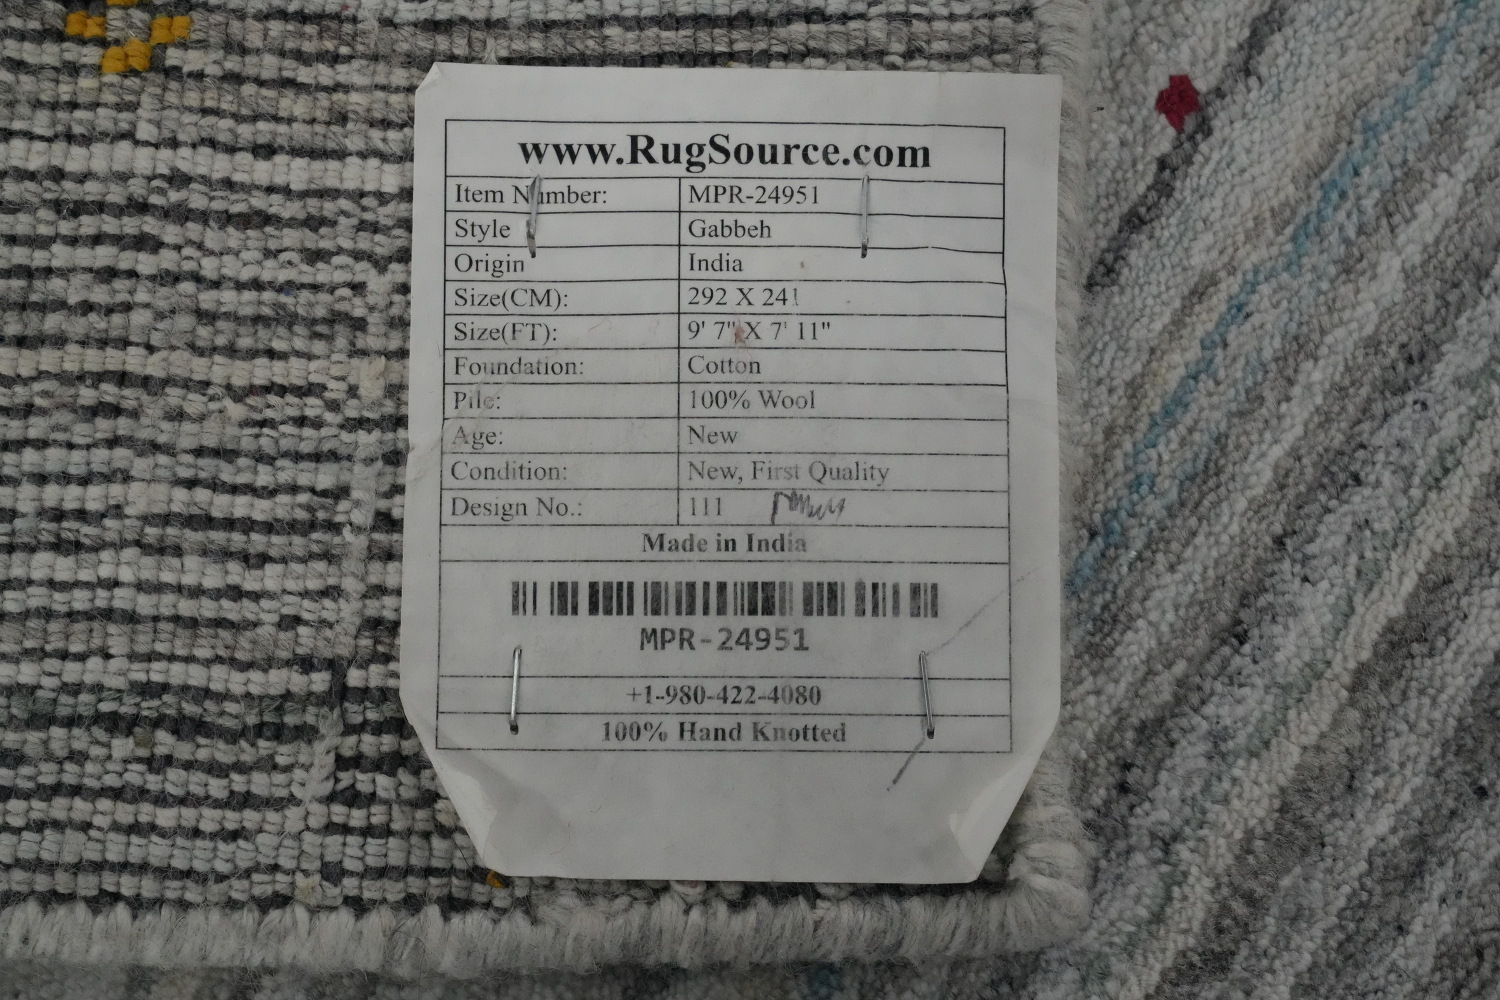 www.RugSource.com
Item Number: MPR-24951
Style Gabbeh
Origin India
Size(CM): 292 X 241
Size(FT): 9' 7" X 7' 11"
Foundation: Cotton
Pile: 100% Wool
Age: New
Condition: New, First Quality
Design No.: 111
Made in India
MPR-24951
+1-980-422-4080
100% Hand Knotted